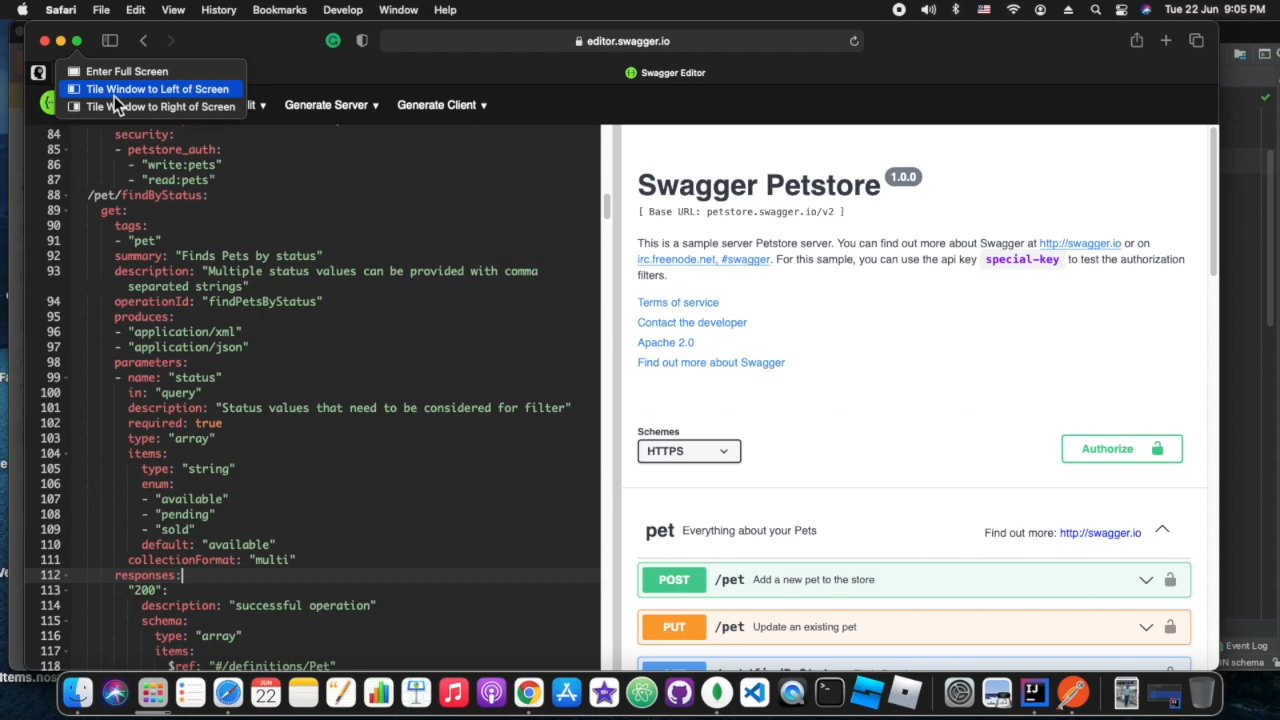 Safari File Edit View History Bookmarks Develop Window Help
Tue 22 Jun 9:05 PM
editor.swagger.io
Enter Full Screen
Tile Window to Left of Screen
Tile Window to Right of Screen
Swagger Editor
Generate Server ▾ Generate Client ▾
84 security:
85 - petstore_auth:
86 - "write:pets"
87 - "read:pets"
88 /pet/findByStatus:
89 get:
90 tags:
91 - "pet"
92 summary: "Finds Pets by status"
93 description: "Multiple status values can be provided with comma
separated strings"
94 operationId: "findPetsByStatus"
95 produces:
96 - "application/xml"
97 - "application/json"
98 parameters:
99 - name: "status"
100 in: "query"
101 description: "Status values that need to be considered for filter"
102 required: true
103 type: "array"
104 items:
105 type: "string"
106 enum:
107 - "available"
108 - "pending"
109 - "sold"
110 default: "available"
111 collectionFormat: "multi"
112 responses:
113 "200":
114 description: "successful operation"
115 schema:
116 type: "array"
117 items:
118 $ref: "#/definitions/Pet"
Swagger Petstore 1.0.0
[ Base URL: petstore.swagger.io/v2 ]
This is a sample server Petstore server. You can find out more about Swagger at http://swagger.io or on
irc.freenode.net, #swagger. For this sample, you can use the api key special-key to test the authorization
filters.
Terms of service
Contact the developer
Apache 2.0
Find out more about Swagger
Schemes
HTTPS
Authorize
pet Everything about your Pets
Find out more: http://swagger.io
POST /pet Add a new pet to the store
PUT /pet Update an existing pet
Event Log
JUN
22